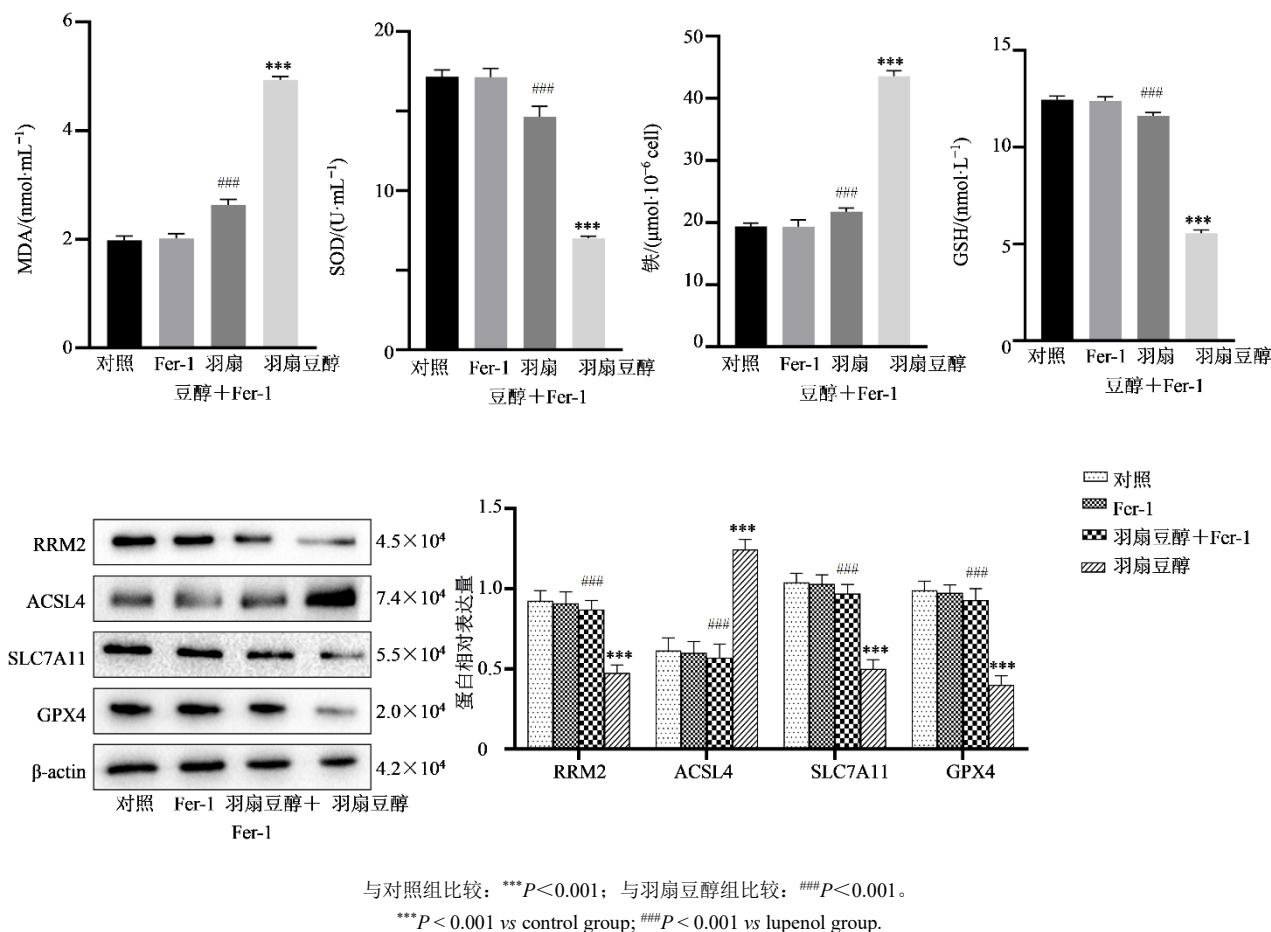 MDA/(nmol·mL⁻¹)
6
4
2
0
###
***
对照 Fer-1 羽扇 羽扇豆醇
豆醇＋Fer-1
SOD/(U·mL⁻¹)
20
10
0
###
***
对照 Fer-1 羽扇 羽扇豆醇
豆醇＋Fer-1
铁/(μmol·10⁻⁶ cell)
50
40
30
20
10
0
###
***
对照 Fer-1 羽扇 羽扇豆醇
豆醇＋Fer-1
GSH/(nmol·L⁻¹)
15
10
5
0
###
***
对照 Fer-1 羽扇 羽扇豆醇
豆醇＋Fer-1
RRM2 4.5×10⁴
ACSL4 7.4×10⁴
SLC7A11 5.5×10⁴
GPX4 2.0×10⁴
β-actin 4.2×10⁴
对照 Fer-1 羽扇豆醇＋ 羽扇豆醇
Fer-1
蛋白相对表达量
1.5
1.0
0.5
0
### *** ### *** ### *** ### ***
RRM2 ACSL4 SLC7A11 GPX4
对照
Fer-1
羽扇豆醇＋Fer-1
羽扇豆醇
与对照组比较：***P＜0.001；与羽扇豆醇组比较：###P＜0.001。
***P < 0.001 vs control group; ###P < 0.001 vs lupenol group.